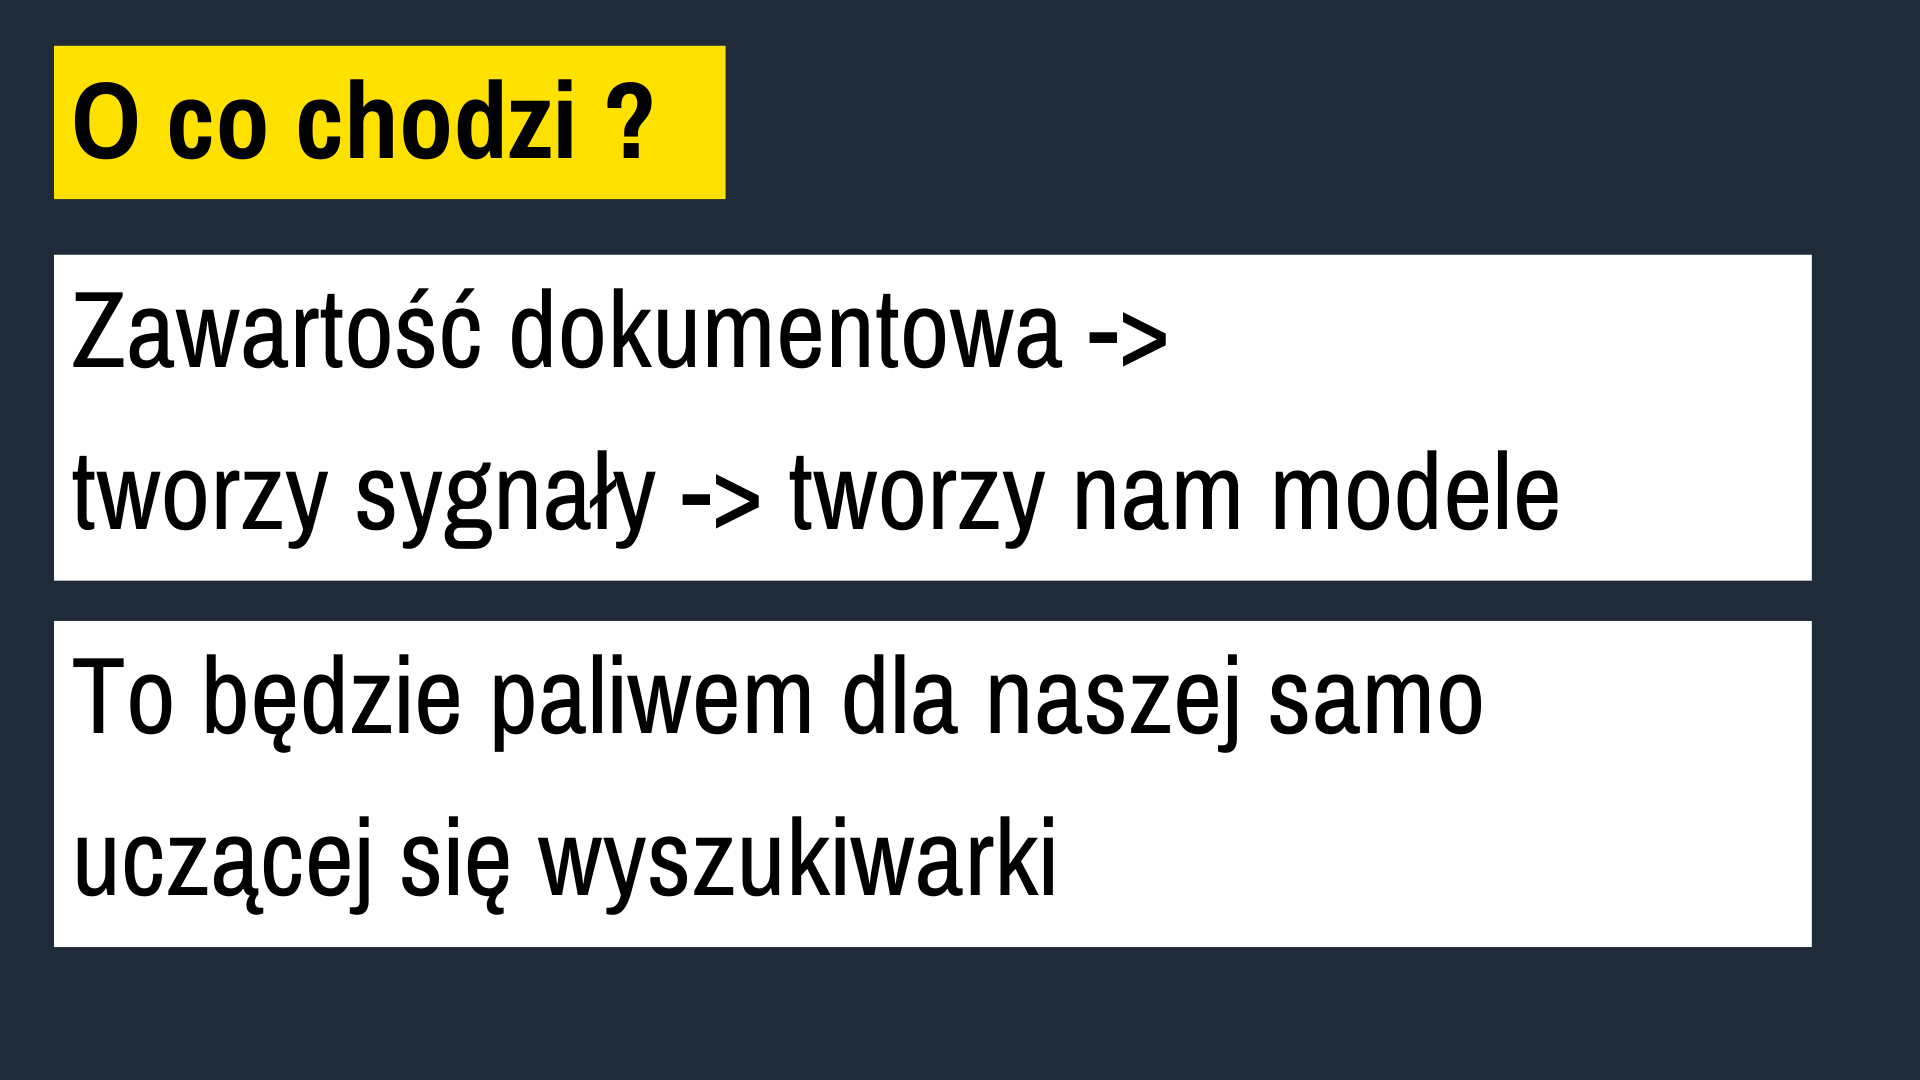 O co chodzi ?
Zawartość dokumentowa ->
tworzy sygnały -> tworzy nam modele
To będzie paliwem dla naszej samo
uczącej się wyszukiwarki